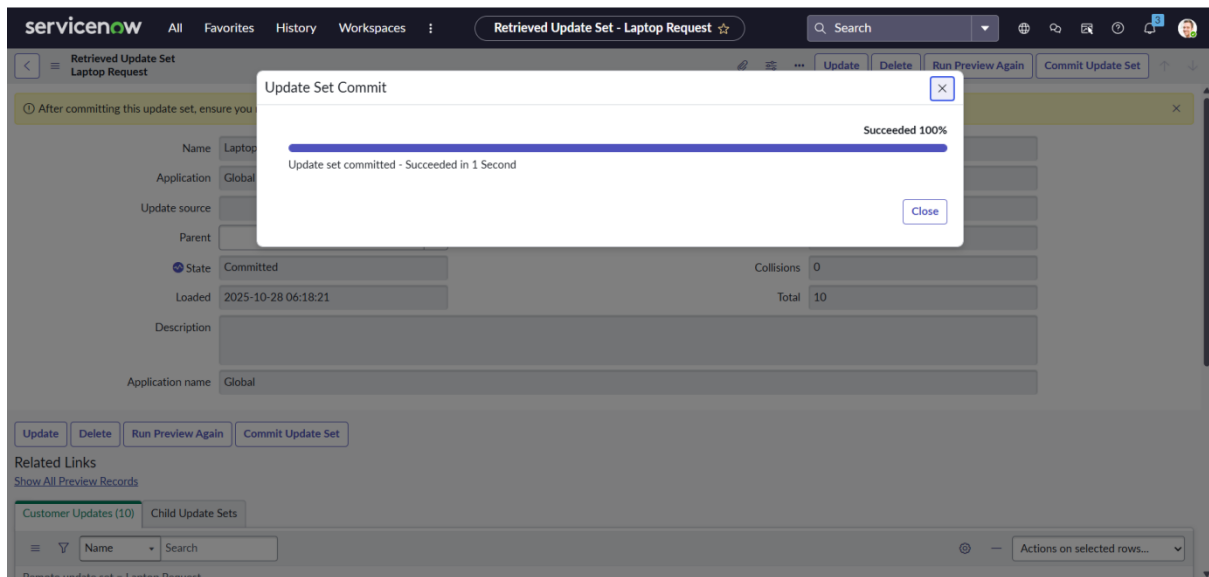 servicenow All Favorites History Workspaces Retrieved Update Set - Laptop Request Search 3
Retrieved Update Set
Laptop Request
Update Delete Run Preview Again Commit Update Set
Update Set Commit
After committing this update set, ensure you
Succeeded 100%
Name Laptop
Update set committed - Succeeded in 1 Second
Application Global
Update source
Close
Parent
State Committed Collisions 0
Loaded 2025-10-28 06:18:21 Total 10
Description
Application name Global
Update Delete Run Preview Again Commit Update Set
Related Links
Show All Preview Records
Customer Updates (10) Child Update Sets
Name Search Actions on selected rows...
Remote update set = Laptop Request